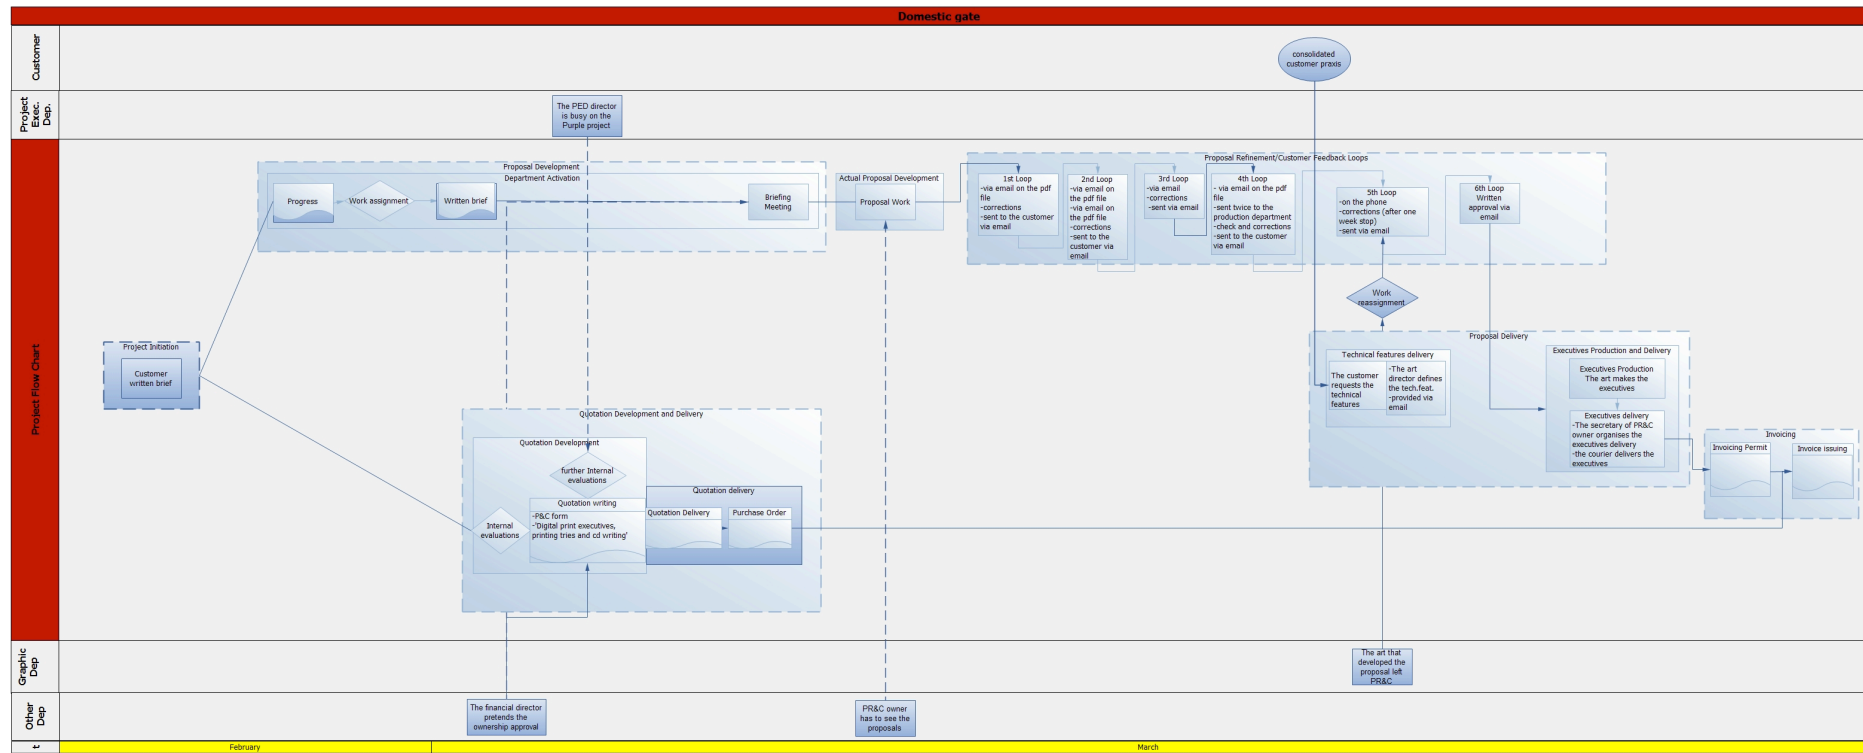 Domestic gate
Customer
consolidated
customer praxis
Project
Exec.
Dep.
The PED director
is busy on the
Purple project
Project Flow Chart
Project Initiation
Customer
written brief
Proposal Development
Department Activation
Progress
Work assignment
Written brief
Briefing
Meeting
Actual Proposal Development
Proposal Work
Proposal Refinement/Customer Feedback Loops
1st Loop
-via email on the pdf
file
-corrections
-sent to the customer
via email
2nd Loop
-via email on
the pdf file
-via email on
the pdf file
-corrections
-sent to the
customer via
email
3rd Loop
-via email
-corrections
-sent via email
4th Loop
- via email on the pdf
file
-sent twice to the
production department
-check and corrections
-sent to the customer
via email
5th Loop
-on the phone
-corrections (after one
week stop)
-sent via email
6th Loop
Written
approval via
email
Work
reassignment
Quotation Development and Delivery
Quotation Development
further Internal
evaluations
Internal
evaluations
Quotation writing
-P&C form
-'Digital print executives,
printing tries and cd writing'
Quotation delivery
Quotation Delivery
Purchase Order
Proposal Delivery
Technical features delivery
The customer
requests the
technical
features
-The art
director defines
the tech.feat.
-provided via
email
Executives Production and Delivery
Executives Production
The art makes the
executives
Executives delivery
-The secretary of PR&C
owner organises the
executives delivery
-the courier delivers the
executives
Invoicing
Invoicing Permit
Invoice issuing
Graphic
Dep
The art that
developed the
proposal left
PR&C
Other
Dep
The financial director
pretends the
ownership approval
PR&C owner
has to see the
proposals
t
February
March